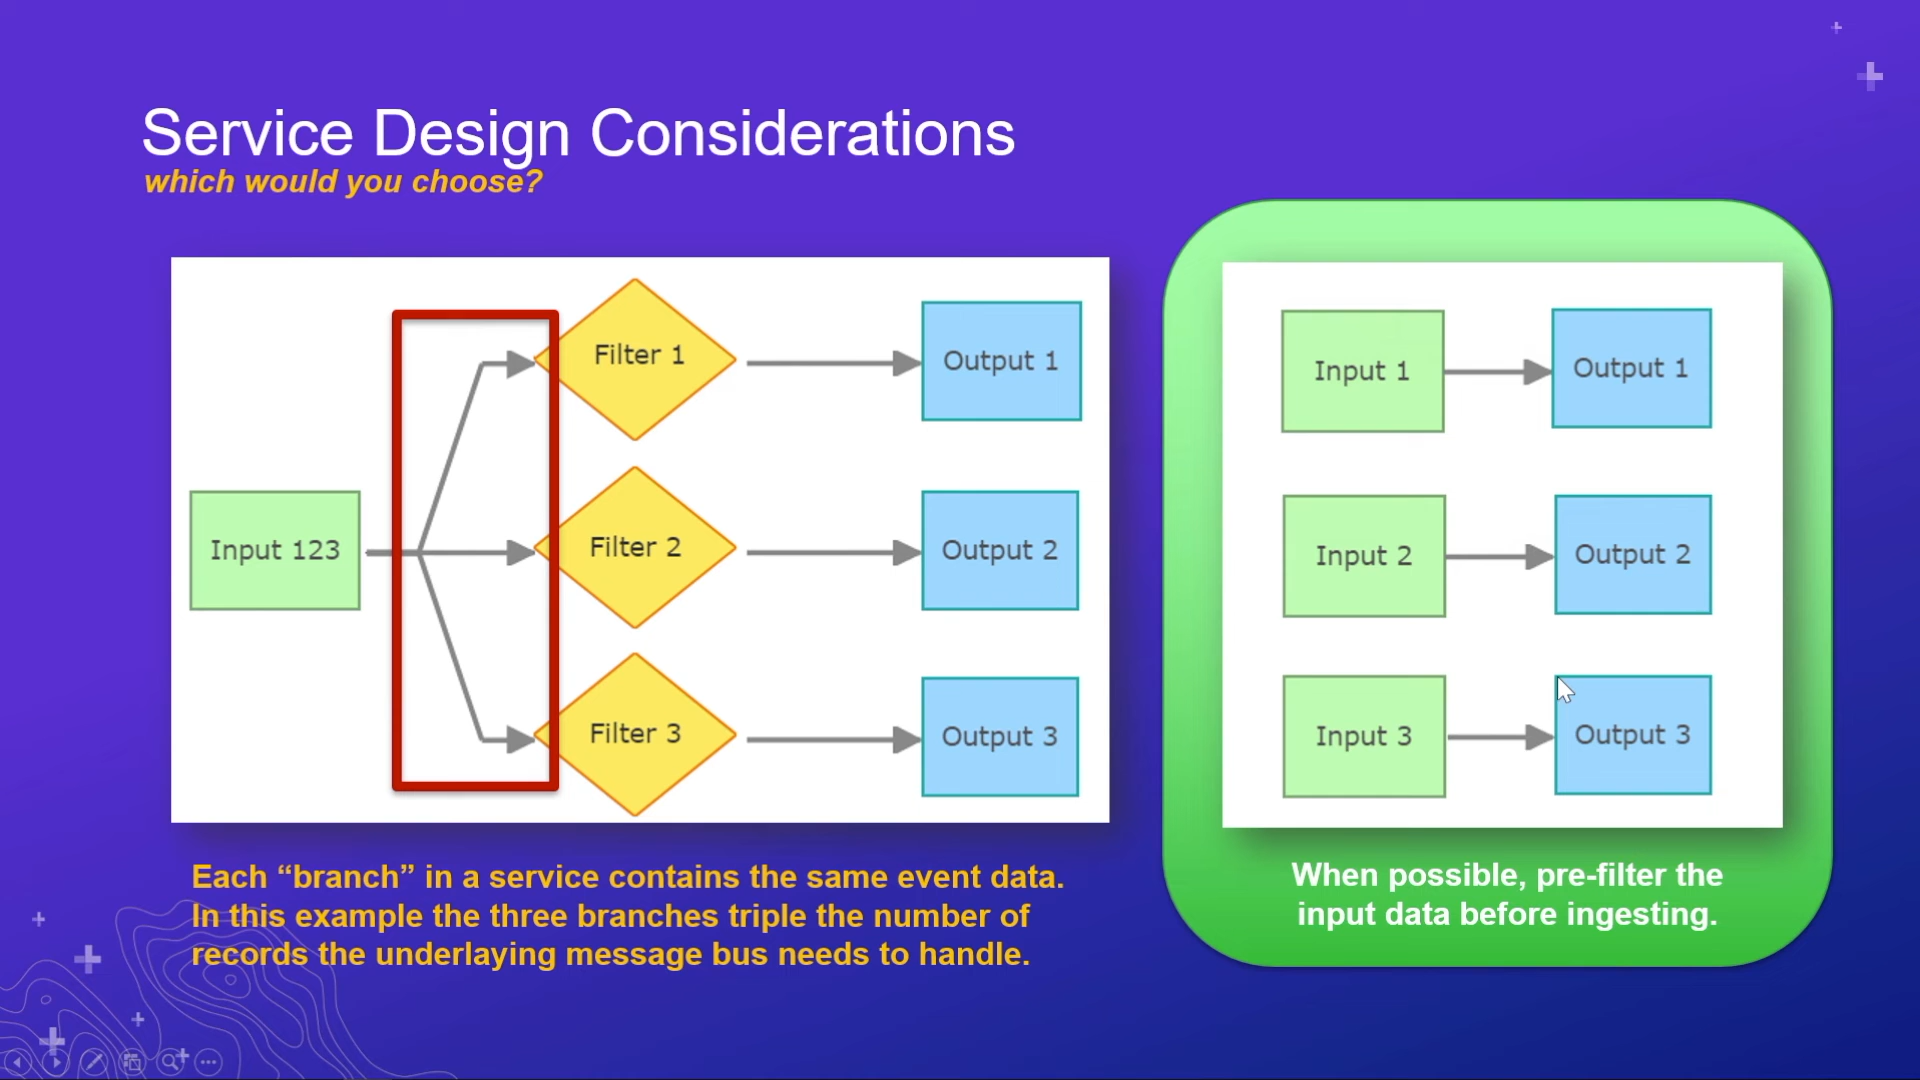 Service Design Considerations
which would you choose?
Input 123
Filter 1
Filter 2
Filter 3
Output 1
Output 2
Output 3
Each “branch” in a service contains the same event data.
In this example the three branches triple the number of
records the underlaying message bus needs to handle.
Input 1
Output 1
Input 2
Output 2
Input 3
Output 3
When possible, pre-filter the
input data before ingesting.